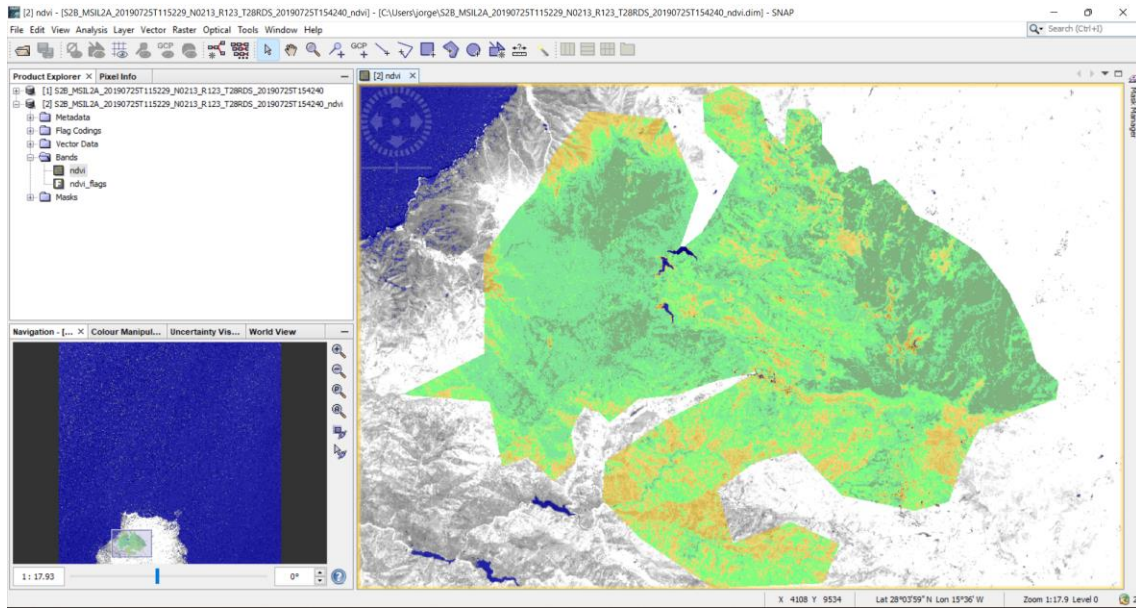 [2] ndvi - [S2B_MSIL2A_20190725T115229_N0213_R123_T28RDS_20190725T154240_ndvi] - [C:\Users\jorge\S2B_MSIL2A_20190725T115229_N0213_R123_T28RDS_20190725T154240_ndvi.dim] - SNAP
File Edit View Analysis Layer Vector Raster Optical Tools Window Help
Search (Ctrl+I)
GCP GCP
Product Explorer Pixel Info
[2] ndvi
[1] S2B_MSIL2A_20190725T115229_N0213_R123_T28RDS_20190725T154240
[2] S2B_MSIL2A_20190725T115229_N0213_R123_T28RDS_20190725T154240_ndvi
Metadata
Flag Codings
Vector Data
Bands
ndvi
ndvi_flags
Masks
Mask Manager
Navigation - [... Colour Manipul... Uncertainty Vis... World View
1: 17.93
0°
X 4108 Y 9534 Lat 28°03'59" N Lon 15°36' W Zoom 1:17.9 Level 0